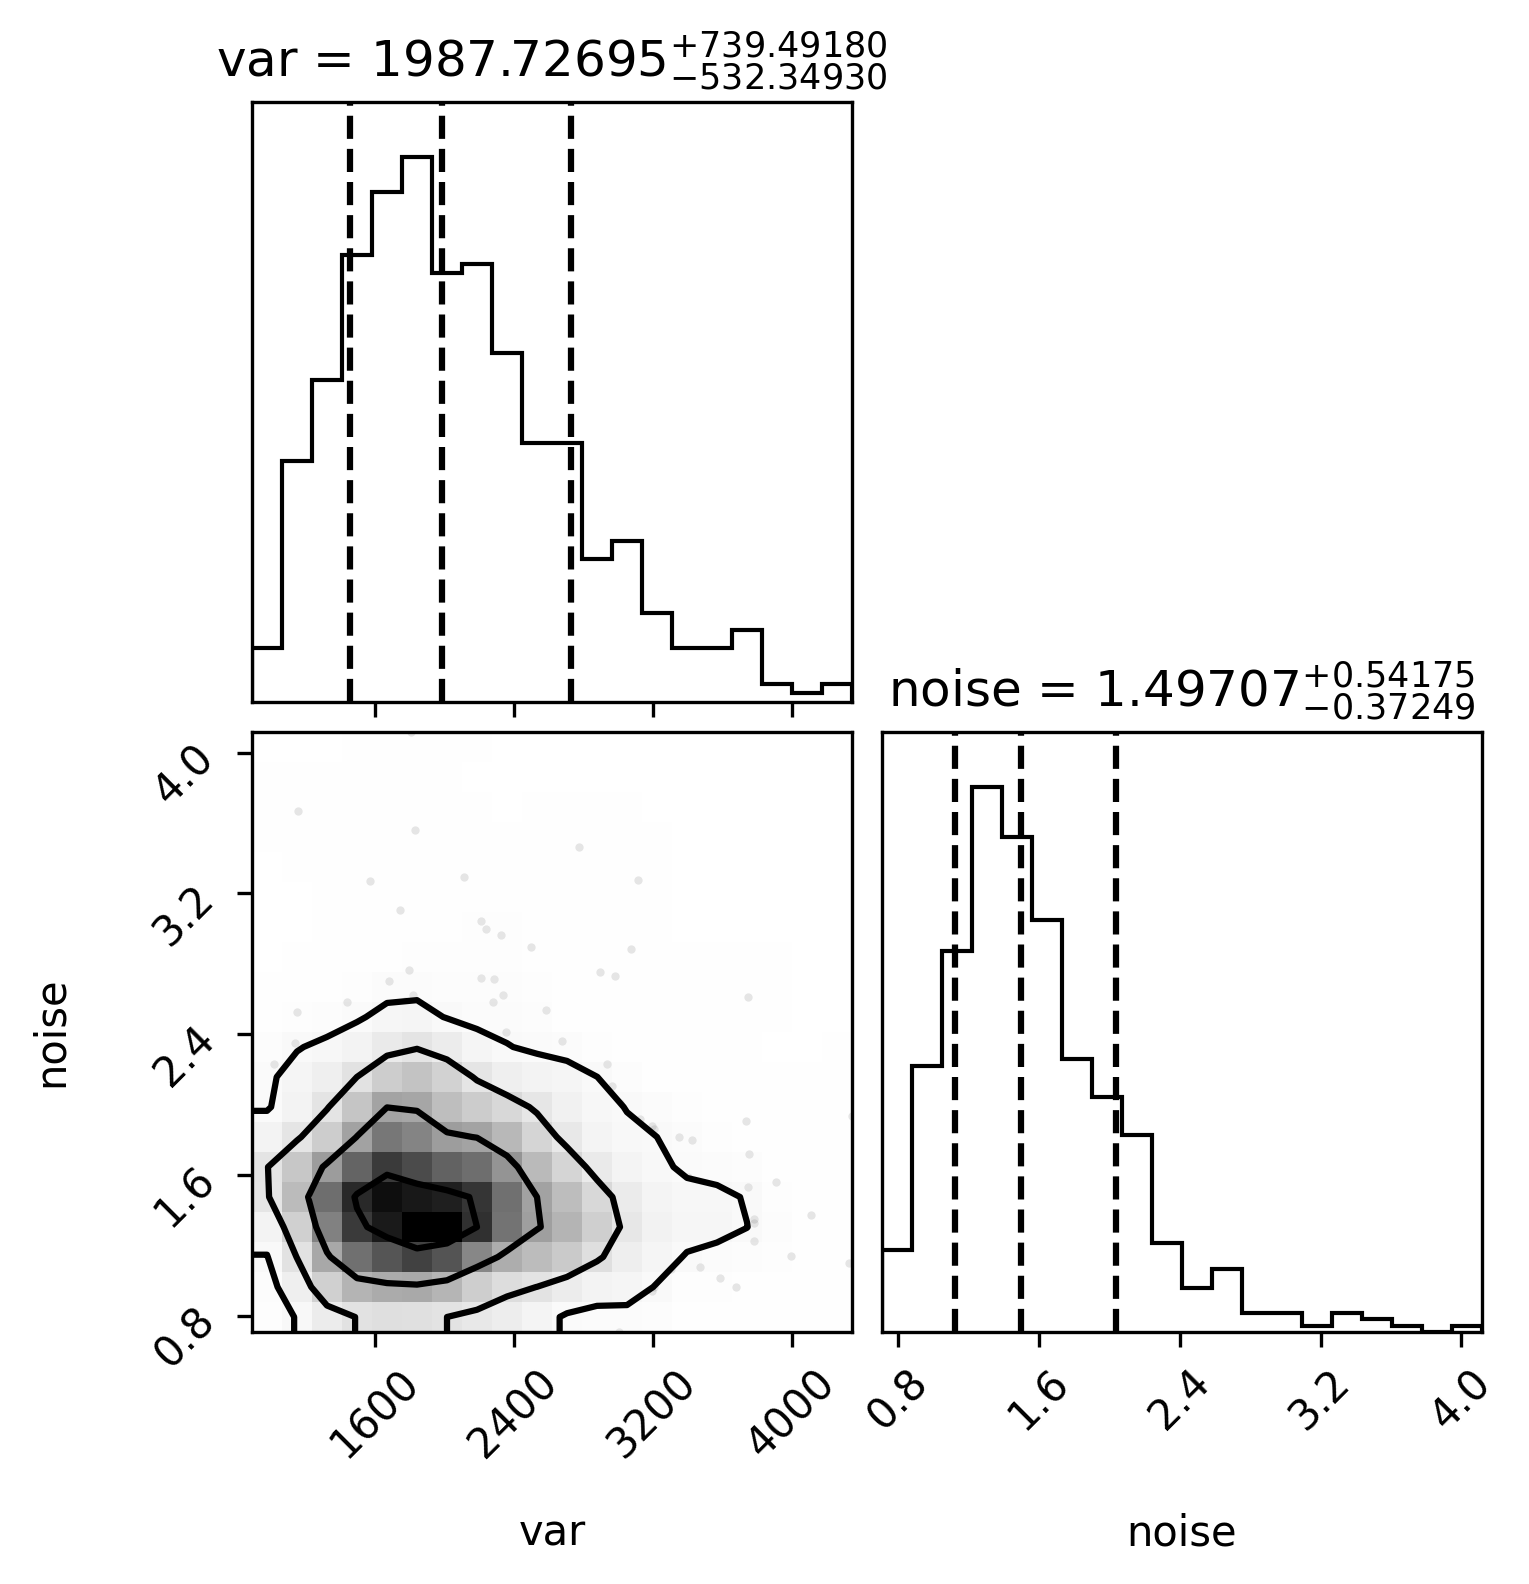 var = 1987.72695+739.49180−532.34930
noise = 1.49707+0.54175−0.37249
4.0
3.2
2.4
1.6
0.8
noise
1600 2400 3200 4000
0.8 1.6 2.4 3.2 4.0
var
noise